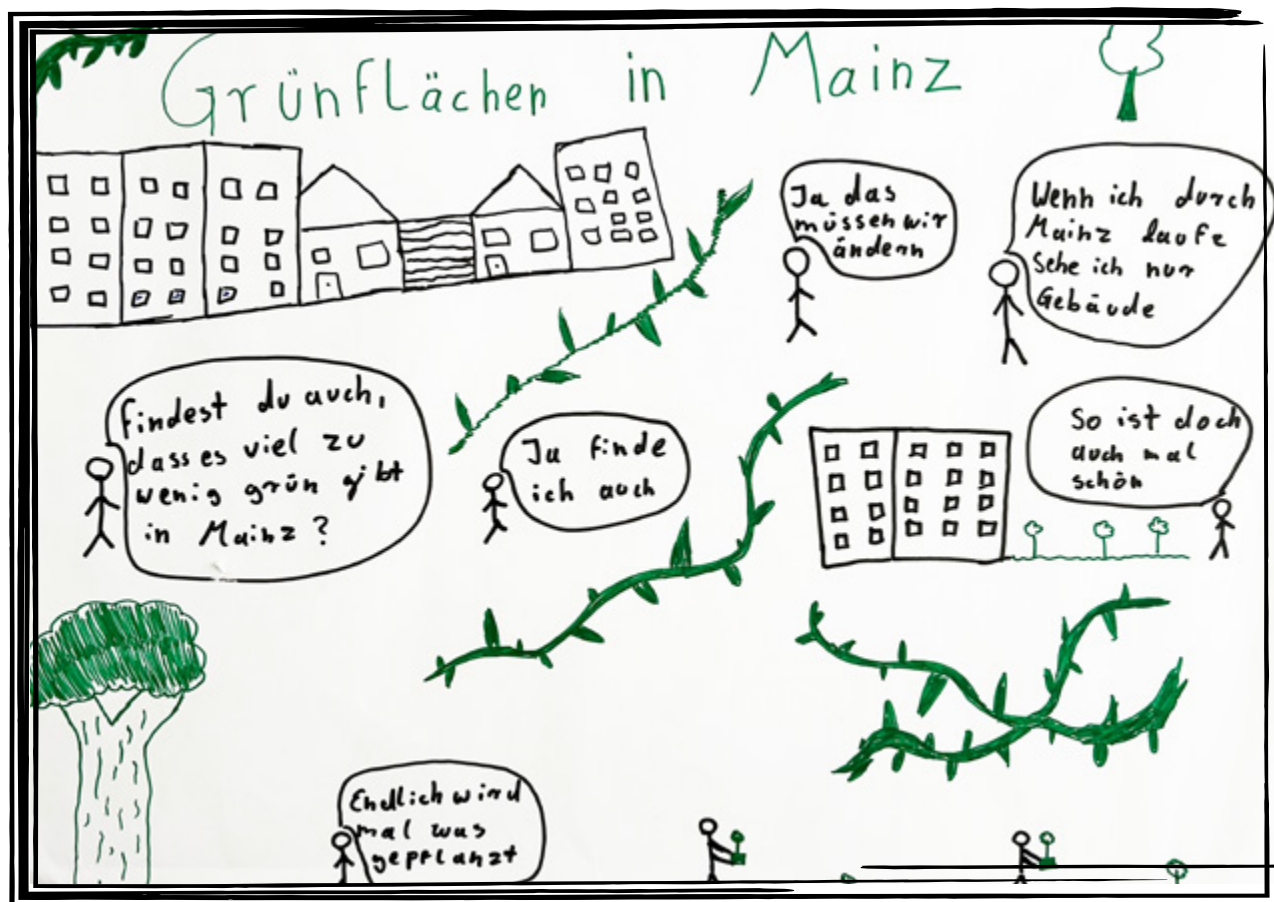 Grünflächen in Mainz
Ja das
müssen wir
ändern
Wenn ich durch
Mainz laufe
sehe ich nur
Gebäude
findest du auch,
dass es viel zu
wenig grün gibt
in Mainz?
Ja finde
ich auch
So ist doch
auch mal
schön
Endlich wird
mal was
gepflanzt